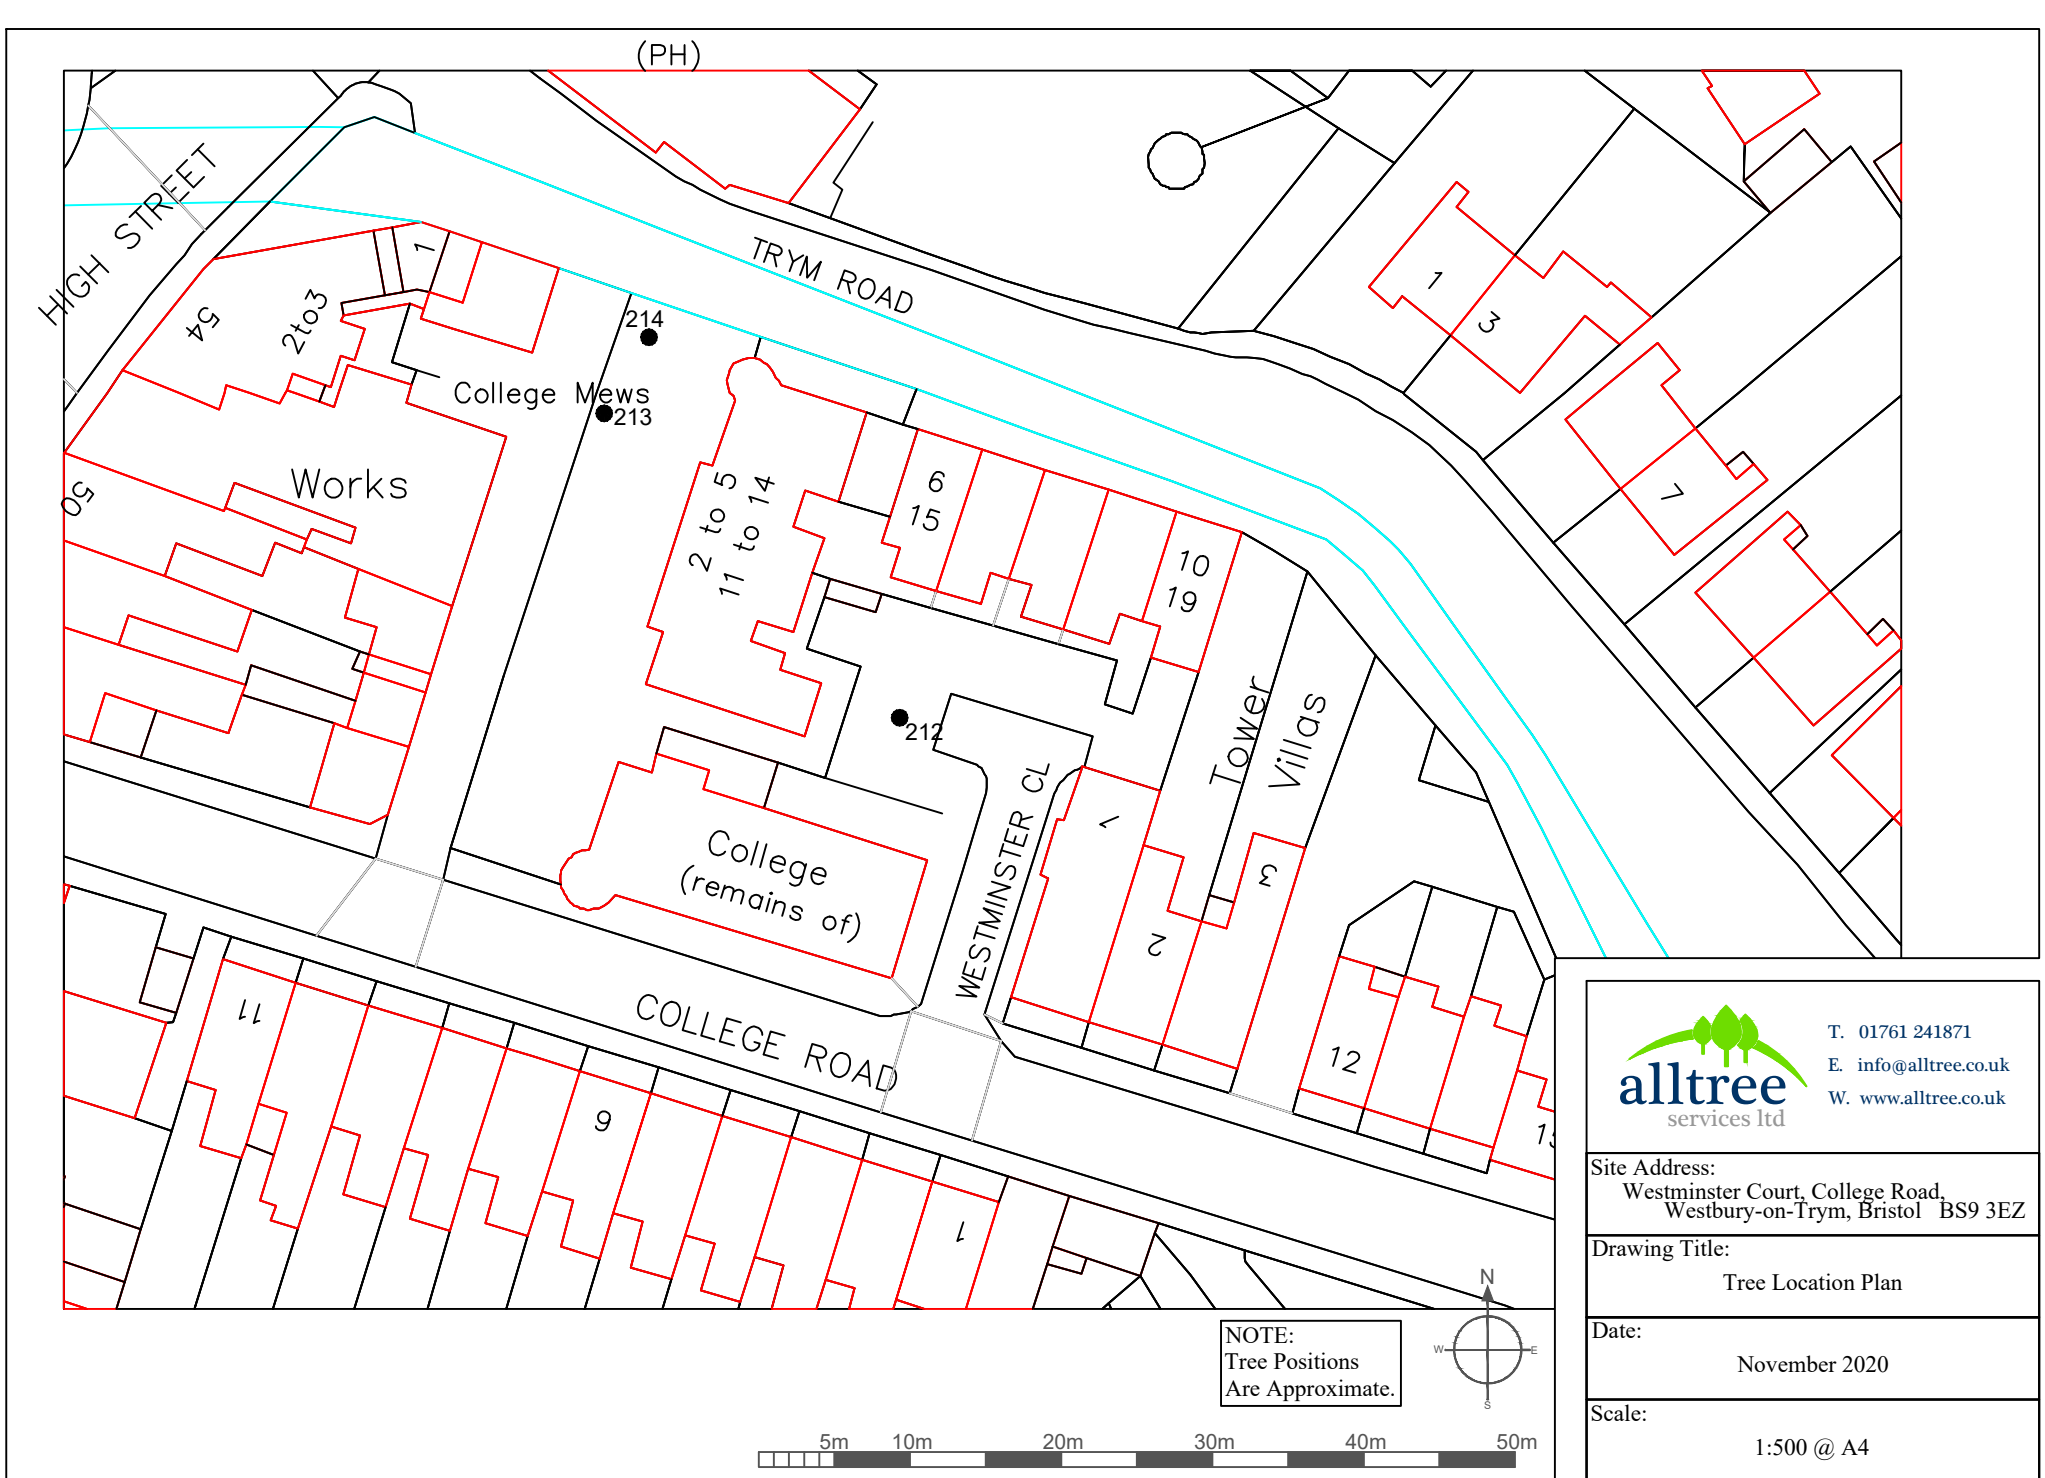 (PH)
HIGH STREET
TRYM ROAD
54
2to3
1
214
College Mews
213
Works
50
2 to 5
11 to 14
6
15
10
19
1
3
7
212
Tower
Villas
WESTMINSTER CL
1
2
3
College
(remains of)
COLLEGE ROAD
11
9
1
12
15
alltree
services ltd
T. 01761 241871
E. info@alltree.co.uk
W. www.alltree.co.uk
Site Address:
Westminster Court, College Road,
Westbury-on-Trym, Bristol BS9 3EZ
Drawing Title:
Tree Location Plan
Date:
November 2020
Scale:
1:500 @ A4
NOTE:
Tree Positions
Are Approximate.
N
W E
S
5m 10m 20m 30m 40m 50m